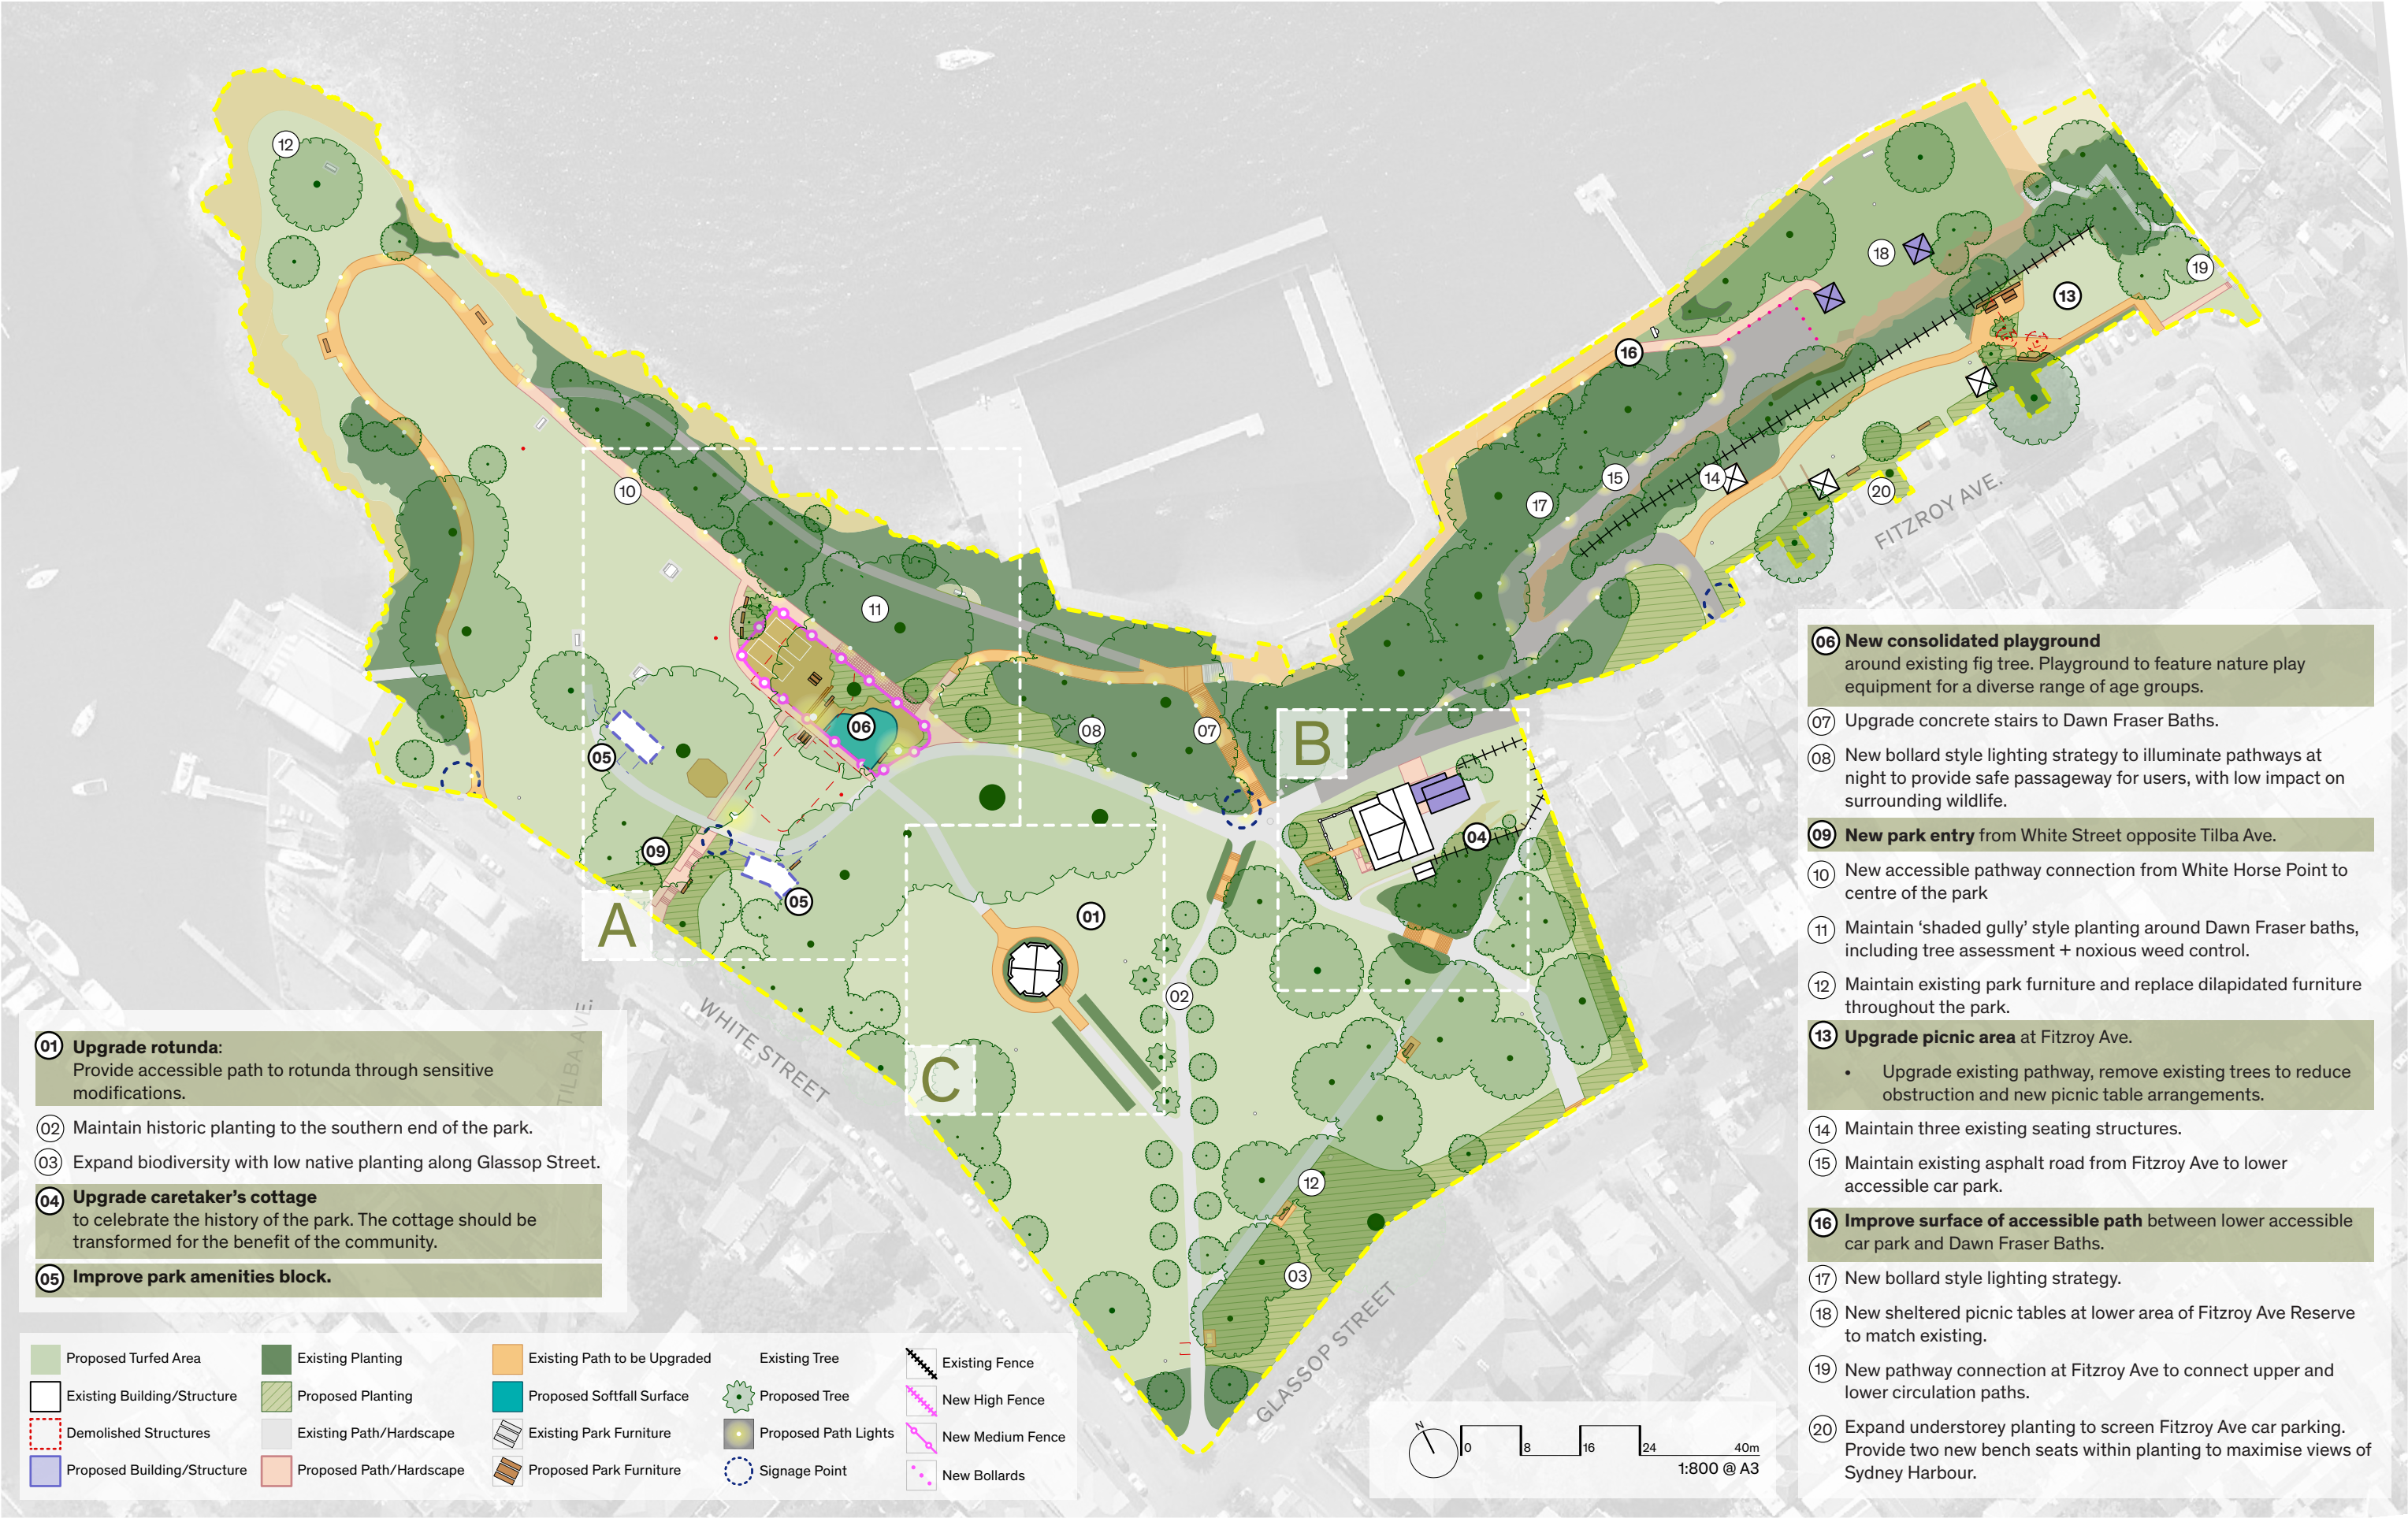 12
18
13
19
16
10
17
15
14
20
FITZROY AVE.
11
05
06
08
07
B
04
09
05
A
01
02
C
WHITE STREET
TILBA AVE.
12
03
GLASSOP STREET
01 Upgrade rotunda:
Provide accessible path to rotunda through sensitive
modifications.
02 Maintain historic planting to the southern end of the park.
03 Expand biodiversity with low native planting along Glassop Street.
04 Upgrade caretaker's cottage
to celebrate the history of the park. The cottage should be
transformed for the benefit of the community.
05 Improve park amenities block.
06 New consolidated playground
around existing fig tree. Playground to feature nature play
equipment for a diverse range of age groups.
07 Upgrade concrete stairs to Dawn Fraser Baths.
08 New bollard style lighting strategy to illuminate pathways at
night to provide safe passageway for users, with low impact on
surrounding wildlife.
09 New park entry from White Street opposite Tilba Ave.
10 New accessible pathway connection from White Horse Point to
centre of the park
11 Maintain ‘shaded gully’ style planting around Dawn Fraser baths,
including tree assessment + noxious weed control.
12 Maintain existing park furniture and replace dilapidated furniture
throughout the park.
13 Upgrade picnic area at Fitzroy Ave.
• Upgrade existing pathway, remove existing trees to reduce
obstruction and new picnic table arrangements.
14 Maintain three existing seating structures.
15 Maintain existing asphalt road from Fitzroy Ave to lower
accessible car park.
16 Improve surface of accessible path between lower accessible
car park and Dawn Fraser Baths.
17 New bollard style lighting strategy.
18 New sheltered picnic tables at lower area of Fitzroy Ave Reserve
to match existing.
19 New pathway connection at Fitzroy Ave to connect upper and
lower circulation paths.
20 Expand understorey planting to screen Fitzroy Ave car parking.
Provide two new bench seats within planting to maximise views of
Sydney Harbour.
Proposed Turfed Area
Existing Building/Structure
Demolished Structures
Proposed Building/Structure
Existing Planting
Proposed Planting
Existing Path/Hardscape
Proposed Path/Hardscape
Existing Path to be Upgraded
Proposed Softfall Surface
Existing Park Furniture
Proposed Park Furniture
Existing Tree
Proposed Tree
Proposed Path Lights
Signage Point
Existing Fence
New High Fence
New Medium Fence
New Bollards
N
0 8 16 24 40m
1:800 @ A3